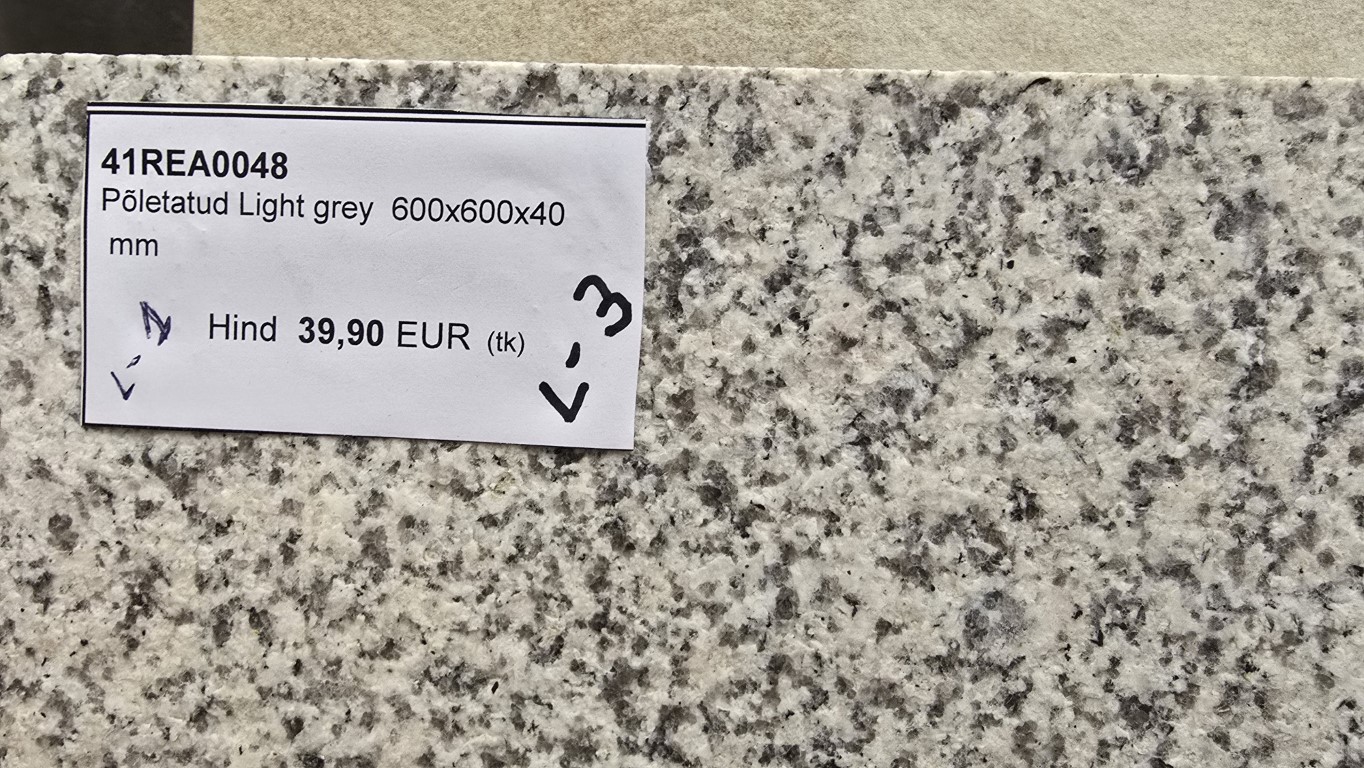 41REA0048
Põletatud Light grey 600x600x40
mm
Hind 39,90 EUR (tk)